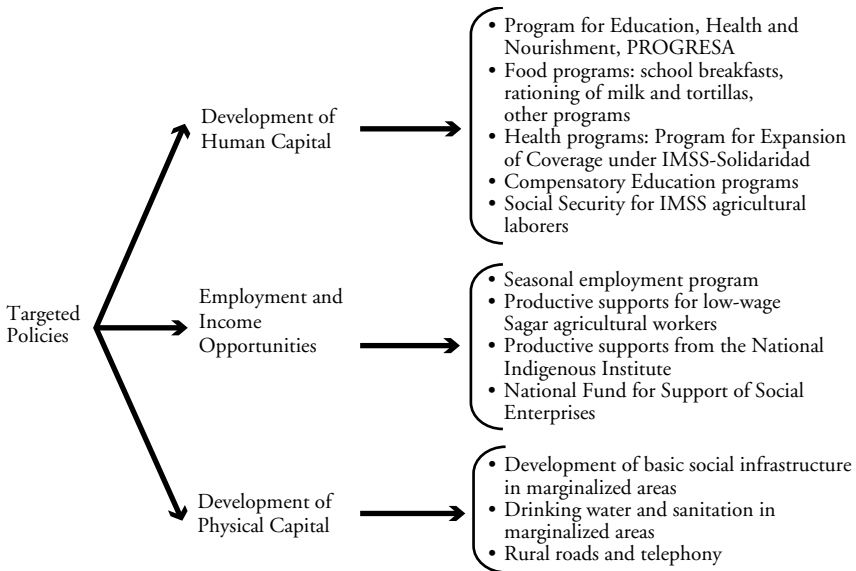 Targeted
Policies
Development of
Human Capital
• Program for Education, Health and
Nourishment, PROGRESA
• Food programs: school breakfasts,
rationing of milk and tortillas,
other programs
• Health programs: Program for Expansion
of Coverage under IMSS-Solidaridad
• Compensatory Education programs
• Social Security for IMSS agricultural
laborers
Employment and
Income
Opportunities
• Seasonal employment program
• Productive supports for low-wage
Sagar agricultural workers
• Productive supports from the National
Indigenous Institute
• National Fund for Support of Social
Enterprises
Development of
Physical Capital
• Development of basic social infrastructure
in marginalized areas
• Drinking water and sanitation in
marginalized areas
• Rural roads and telephony